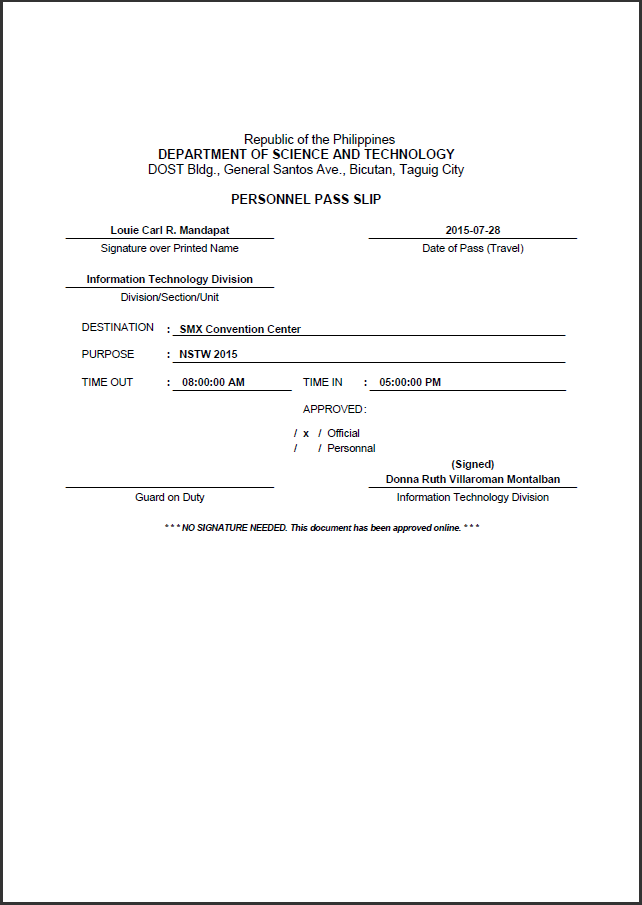 Republic of the Philippines
DEPARTMENT OF SCIENCE AND TECHNOLOGY
DOST Bldg., General Santos Ave., Bicutan, Taguig City
PERSONNEL PASS SLIP
Louie Carl R. Mandapat 2015-07-28
Signature over Printed Name Date of Pass (Travel)
Information Technology Division
Division/Section/Unit
DESTINATION : SMX Convention Center
PURPOSE : NSTW 2015
TIME OUT : 08:00:00 AM TIME IN : 05:00:00 PM
APPROVED:
/ x / Official
/ / Personnal
(Signed)
Donna Ruth Villaroman Montalban
Guard on Duty Information Technology Division
* * * NO SIGNATURE NEEDED. This document has been approved online. * * *